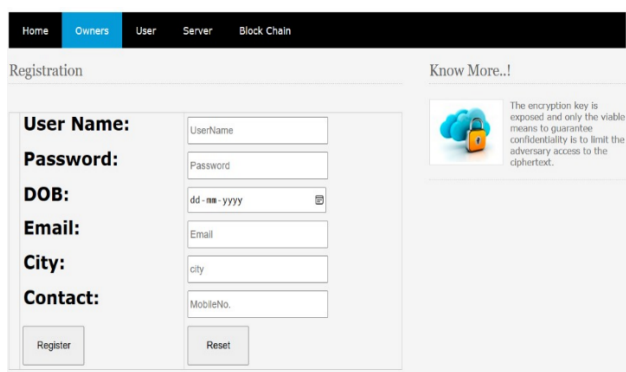 Home Owners User Server Block Chain
Registration
User Name: UserName
Password: Password
DOB: dd-mm-yyyy
Email: Email
City: city
Contact: MobileNo.
Register Reset
Know More..!
The encryption key is
exposed and only the viable
means to guarantee
confidentiality is to limit the
adversary access to the
ciphertext.